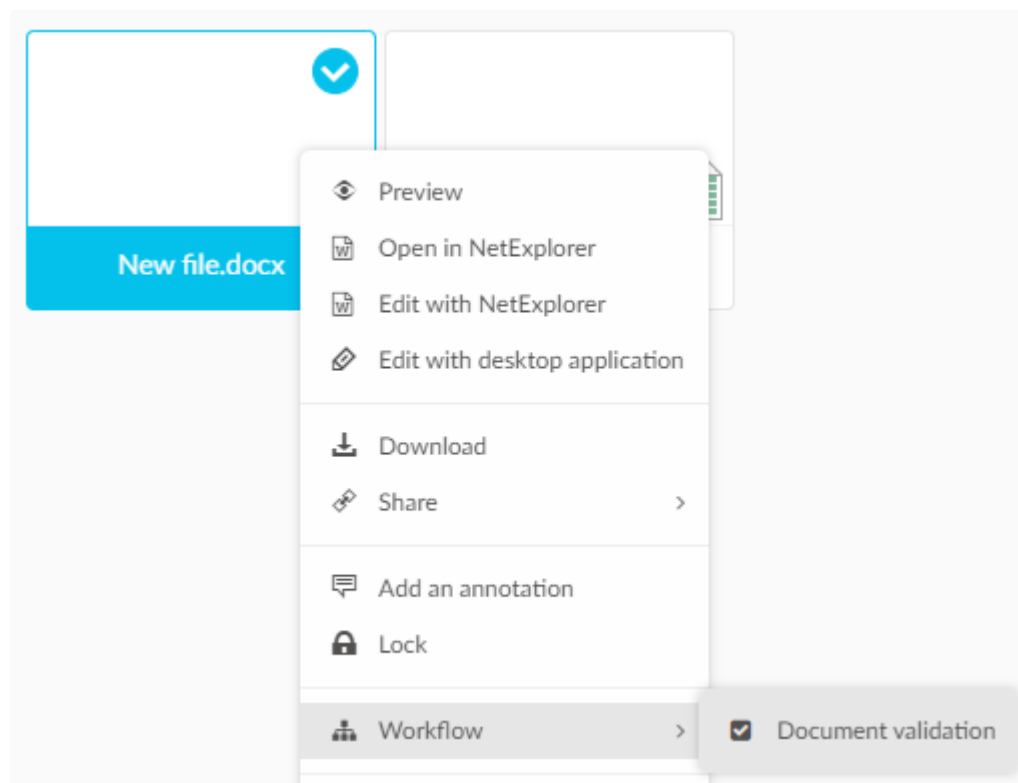 New file.docx
Preview
Open in NetExplorer
Edit with NetExplorer
Edit with desktop application
Download
Share
Add an annotation
Lock
Workflow
Document validation